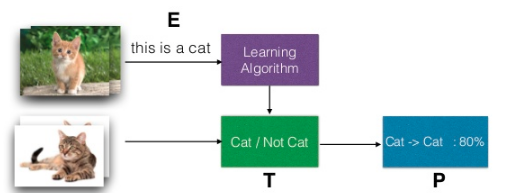 E
this is a cat
Learning
Algorithm
Cat / Not Cat
Cat -> Cat : 80%
T
P